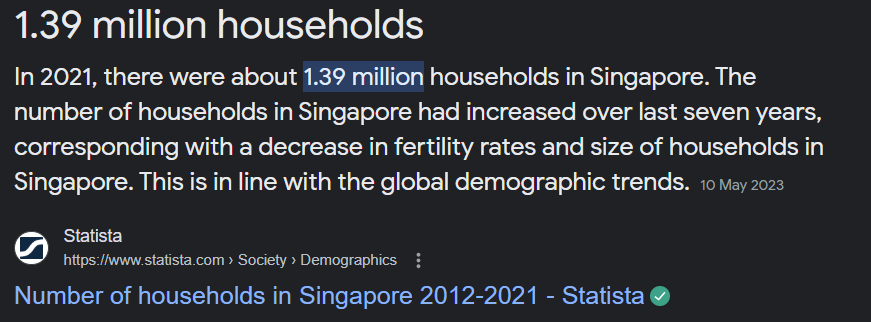 1.39 million households
In 2021, there were about 1.39 million households in Singapore. The
number of households in Singapore had increased over last seven years,
corresponding with a decrease in fertility rates and size of households in
Singapore. This is in line with the global demographic trends. 10 May 2023
Statista
https://www.statista.com › Society › Demographics
Number of households in Singapore 2012-2021 - Statista